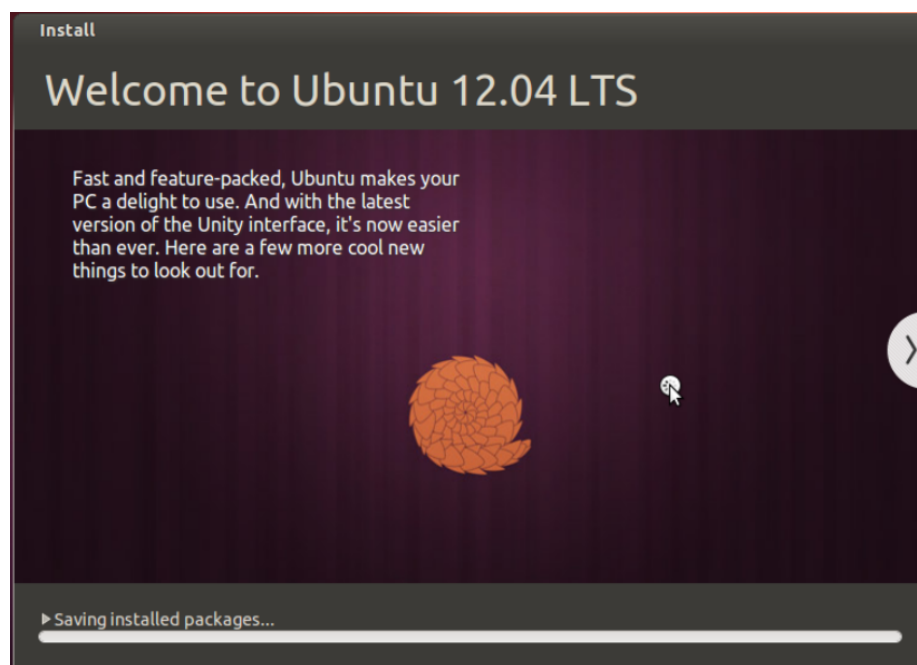 Install
Welcome to Ubuntu 12.04 LTS
Fast and feature-packed, Ubuntu makes your
PC a delight to use. And with the latest
version of the Unity interface, it's now easier
than ever. Here are a few more cool new
things to look out for.
Saving installed packages...